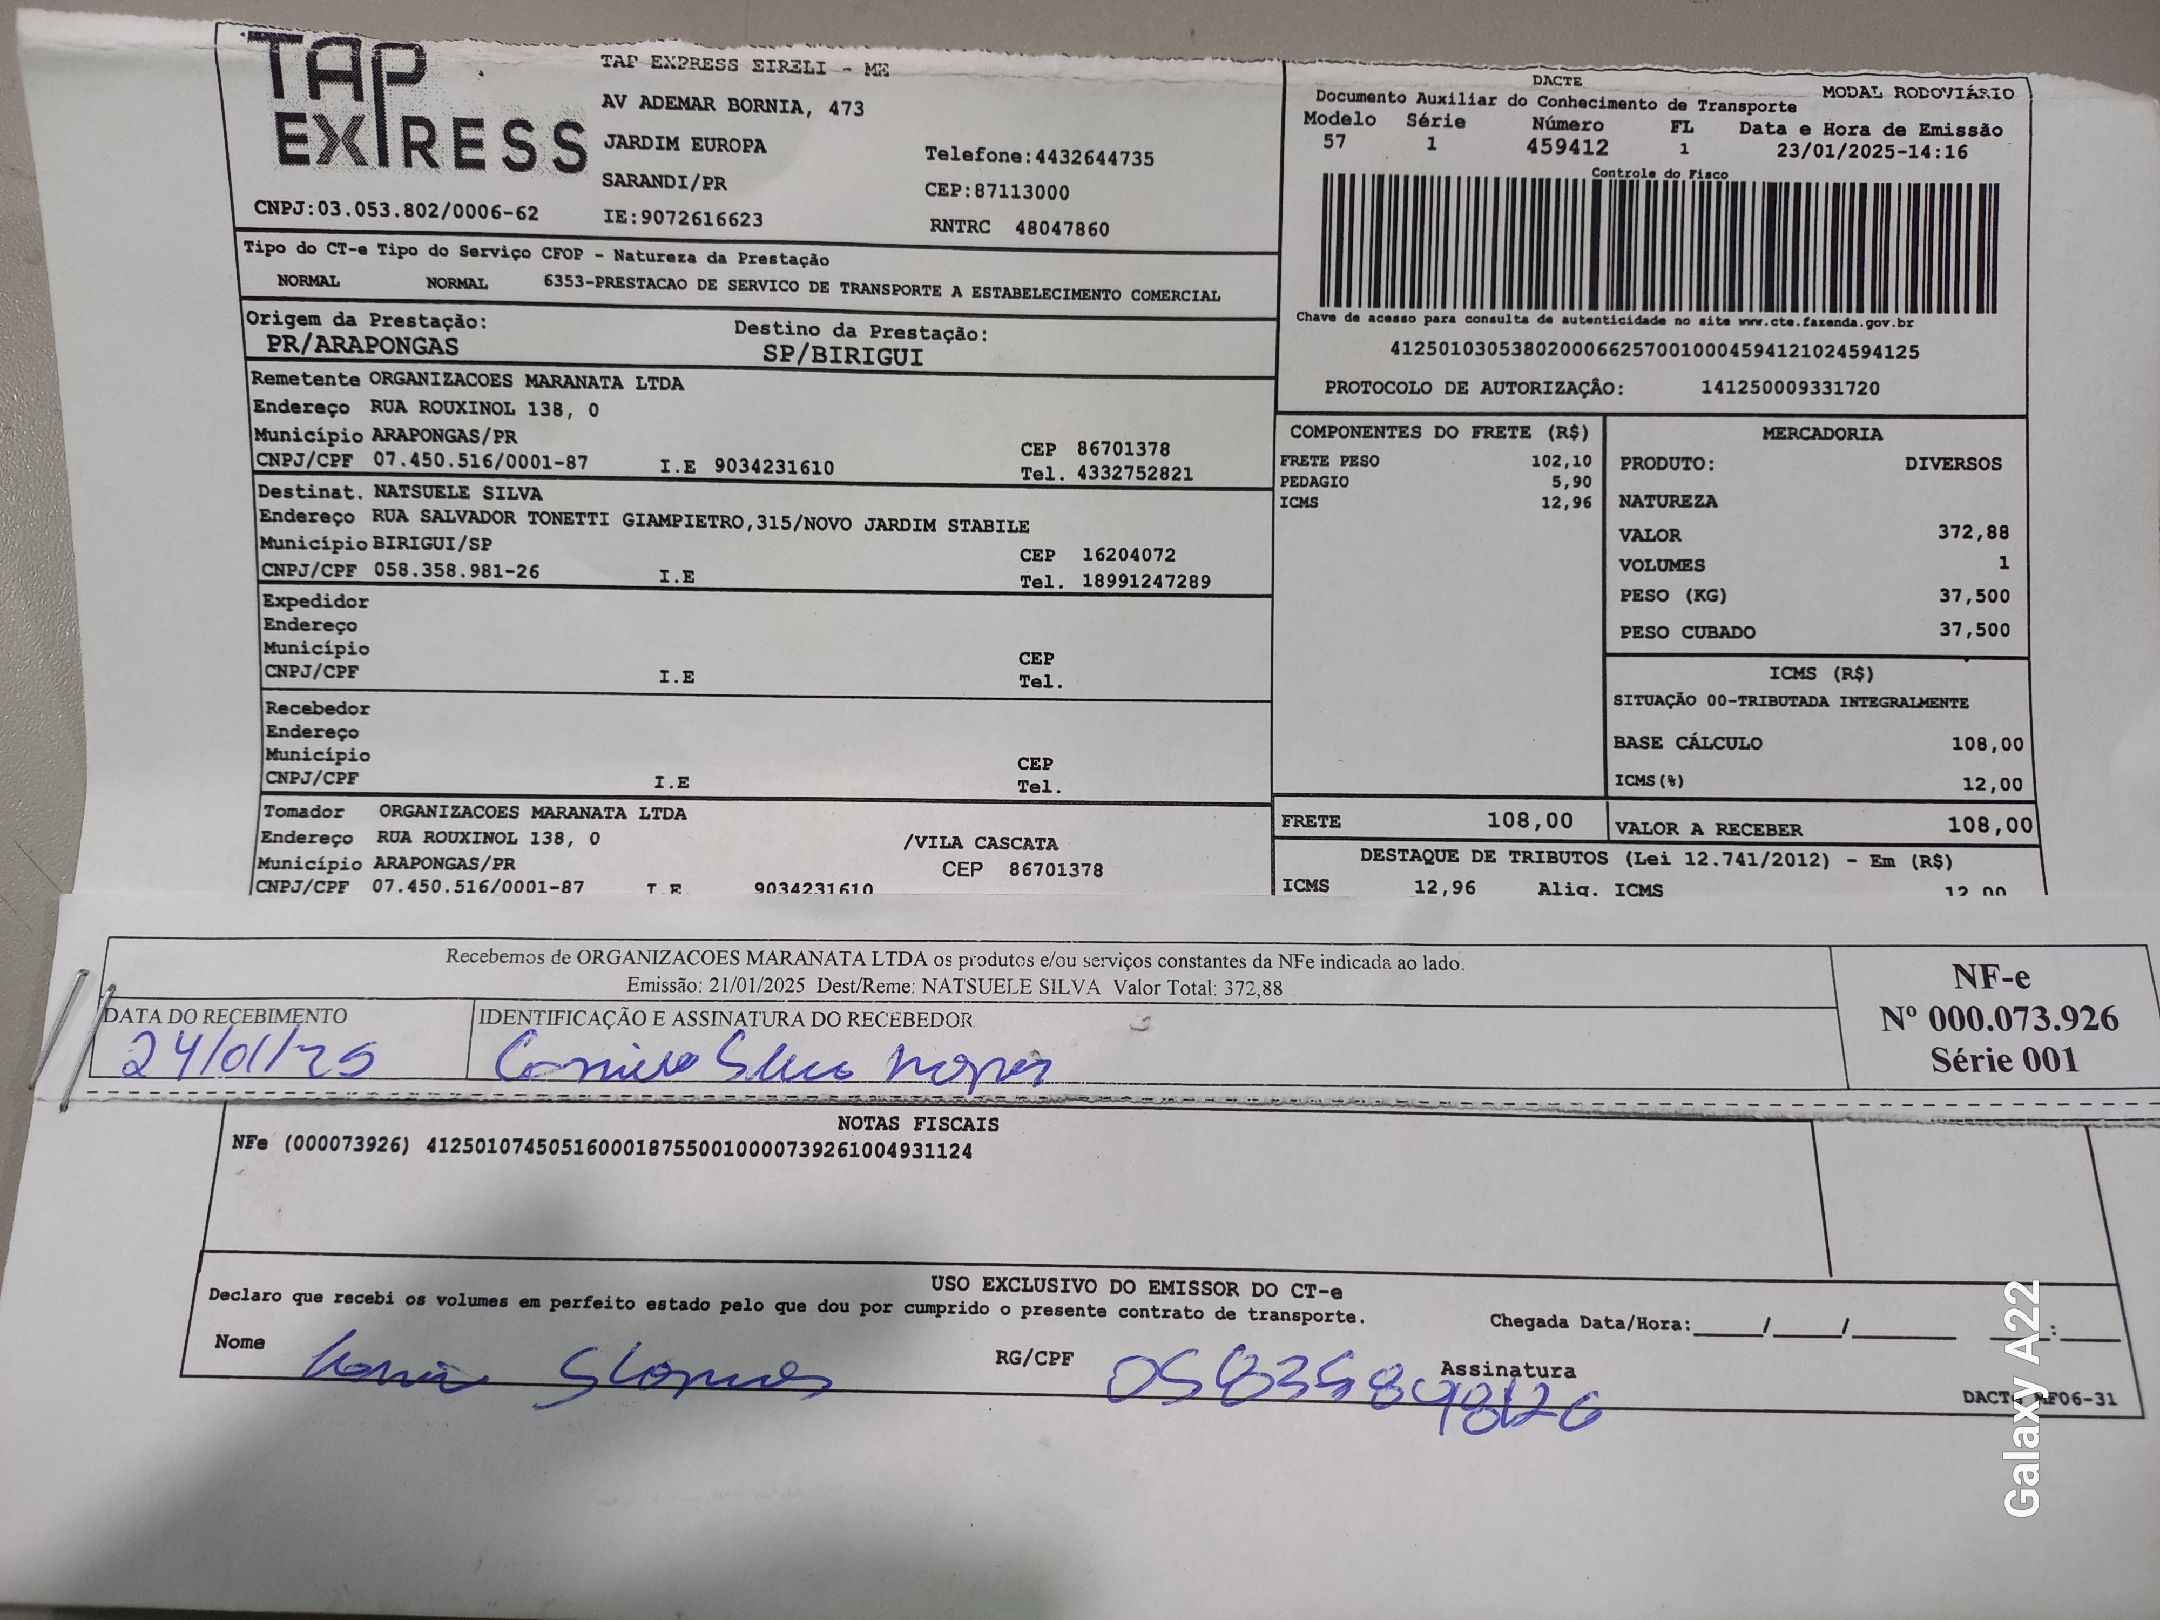 TAP
EXPRESS
CNPJ:03.053.802/0006-62
TAP EXPRESS EIRELI - ME
AV ADEMAR BORNIA, 473
JARDIM EUROPA
SARANDI/PR
IE:9072616623
Telefone:4432644735
CEP:87113000
RNTRC 48047860
DACTE
MODAL RODOVIÁRIO
Documento Auxiliar do Conhecimento de Transporte
Modelo Série Número FL Data e Hora de Emissão
57 1 459412 1 23/01/2025-14:16
Controle do Fisco
Chave de acesso para consulta de autenticidade no site www.cte.fazenda.gov.br
41250103053802000662570010004594121024594125
PROTOCOLO DE AUTORIZAÇÃO: 141250009331720
Tipo do CT-e Tipo do Serviço CFOP - Natureza da Prestação
NORMAL NORMAL 6353-PRESTACAO DE SERVICO DE TRANSPORTE A ESTABELECIMENTO COMERCIAL
Origem da Prestação: Destino da Prestação:
PR/ARAPONGAS SP/BIRIGUI
Remetente ORGANIZACOES MARANATA LTDA
Endereço RUA ROUXINOL 138, 0
Município ARAPONGAS/PR CEP 86701378
CNPJ/CPF 07.450.516/0001-87 I.E 9034231610 Tel. 4332752821
Destinat. NATSUELE SILVA
Endereço RUA SALVADOR TONETTI GIAMPIETRO,315/NOVO JARDIM STABILE
Município BIRIGUI/SP CEP 16204072
CNPJ/CPF 058.358.981-26 I.E Tel. 18991247289
Expedidor
Endereço
Município CEP
CNPJ/CPF I.E Tel.
Recebedor
Endereço
Município CEP
CNPJ/CPF I.E Tel.
Tomador ORGANIZACOES MARANATA LTDA
Endereço RUA ROUXINOL 138, 0 /VILA CASCATA
Município ARAPONGAS/PR CEP 86701378
CNPJ/CPF 07.450.516/0001-87 I.E. 9034231610
COMPONENTES DO FRETE (R$)
FRETE PESO 102,10
PEDAGIO 5,90
ICMS 12,96
MERCADORIA
PRODUTO: DIVERSOS
NATUREZA
VALOR 372,88
VOLUMES 1
PESO (KG) 37,500
PESO CUBADO 37,500
ICMS (R$)
SITUAÇÃO 00-TRIBUTADA INTEGRALMENTE
BASE CÁLCULO 108,00
ICMS(%) 12,00
FRETE 108,00 VALOR A RECEBER 108,00
DESTAQUE DE TRIBUTOS (Lei 12.741/2012) - Em (R$)
ICMS 12,96 Aliq. ICMS 12,00
Recebemos de ORGANIZACOES MARANATA LTDA os produtos e/ou serviços constantes da NFe indicada ao lado.
Emissão: 21/01/2025 Dest/Reme: NATSUELE SILVA Valor Total: 372,88
DATA DO RECEBIMENTO IDENTIFICAÇÃO E ASSINATURA DO RECEBEDOR
24/01/25
NF-e
Nº 000.073.926
Série 001
NOTAS FISCAIS
NFe (000073926) 41250107450516000187550010000739261004931124
USO EXCLUSIVO DO EMISSOR DO CT-e
Declaro que recebi os volumes em perfeito estado pelo que dou por cumprido o presente contrato de transporte.
Chegada Data/Hora:____/____/______ ____:____
Nome RG/CPF Assinatura
Galaxy A22